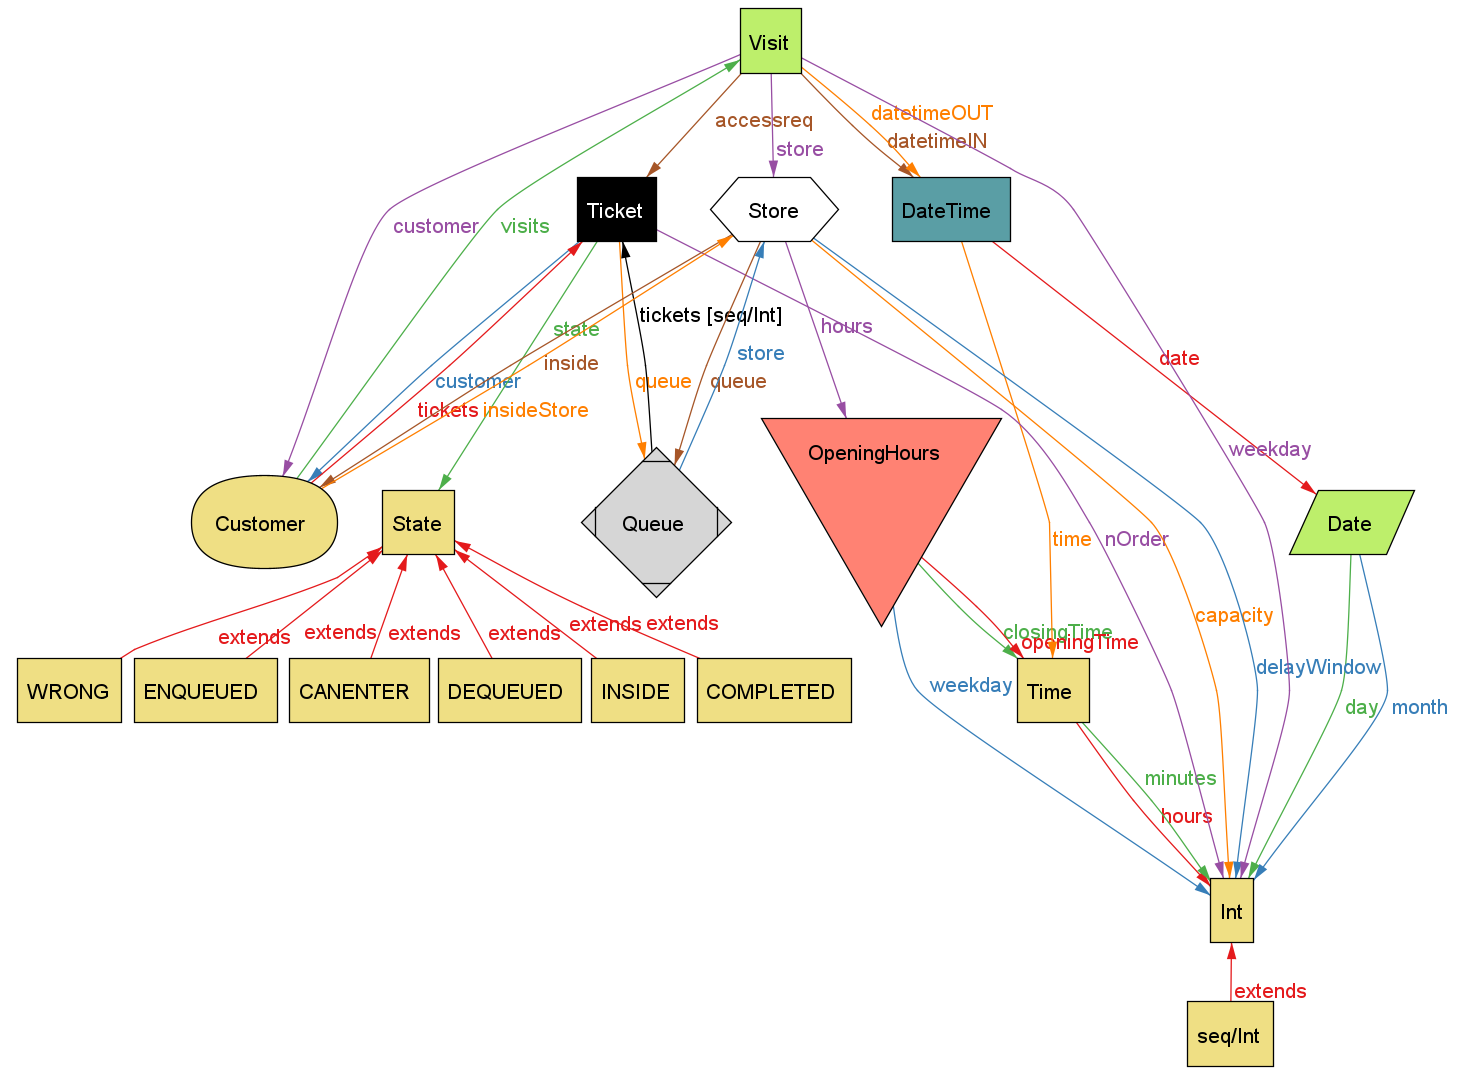 Visit
datetimeOUT
accessreq
datetimeIN
store
Ticket
Store
DateTime
customer
visits
tickets [seq/Int]
hours
state
store
date
inside
customer
queue
queue
tickets
insideStore
weekday
OpeningHours
Customer
State
Queue
Date
time
nOrder
capacity
closingTime
openingTime
extends
extends
extends
extends
extends
extends
delayWindow
weekday
WRONG
ENQUEUED
CANENTER
DEQUEUED
INSIDE
COMPLETED
Time
day
month
minutes
hours
Int
extends
seq/Int